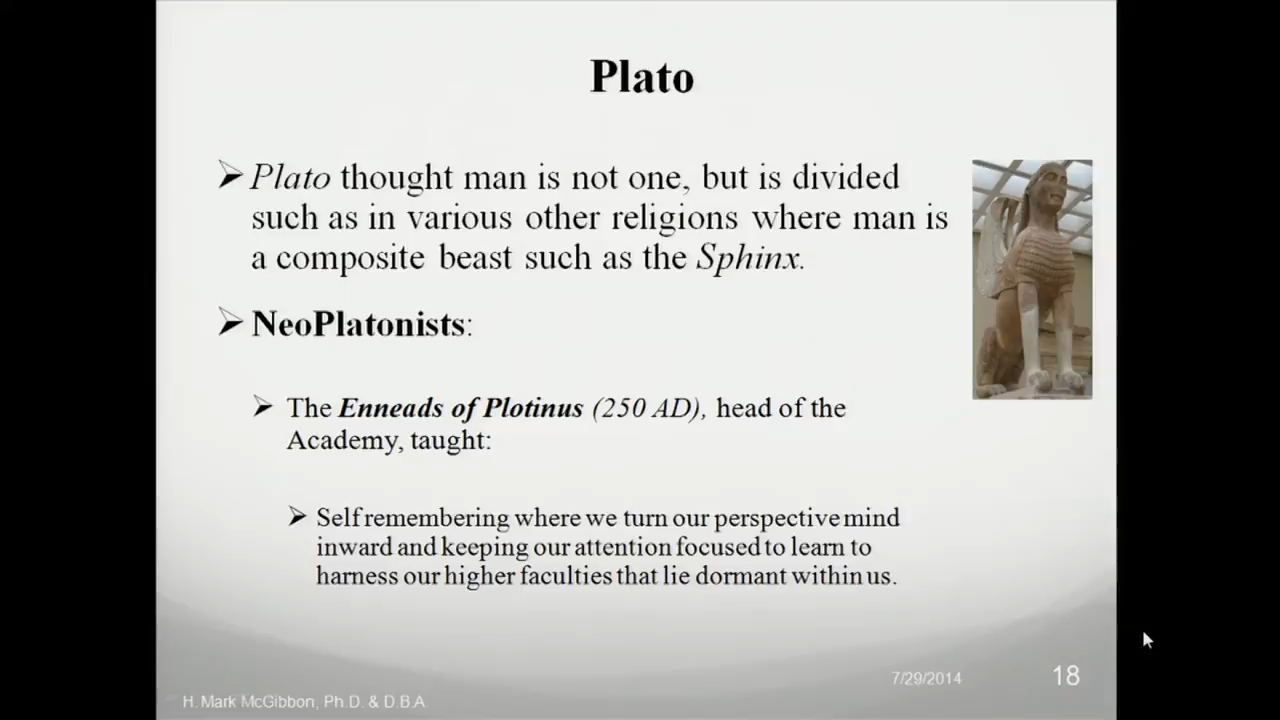 Plato
Plato thought man is not one, but is divided
such as in various other religions where man is
a composite beast such as the Sphinx.
NeoPlatonists:
The Enneads of Plotinus (250 AD), head of the
Academy, taught:
Self remembering where we turn our perspective mind
inward and keeping our attention focused to learn to
harness our higher faculties that lie dormant within us.
7/29/2014
18
H. Mark McGibbon, Ph.D. & D.B.A.